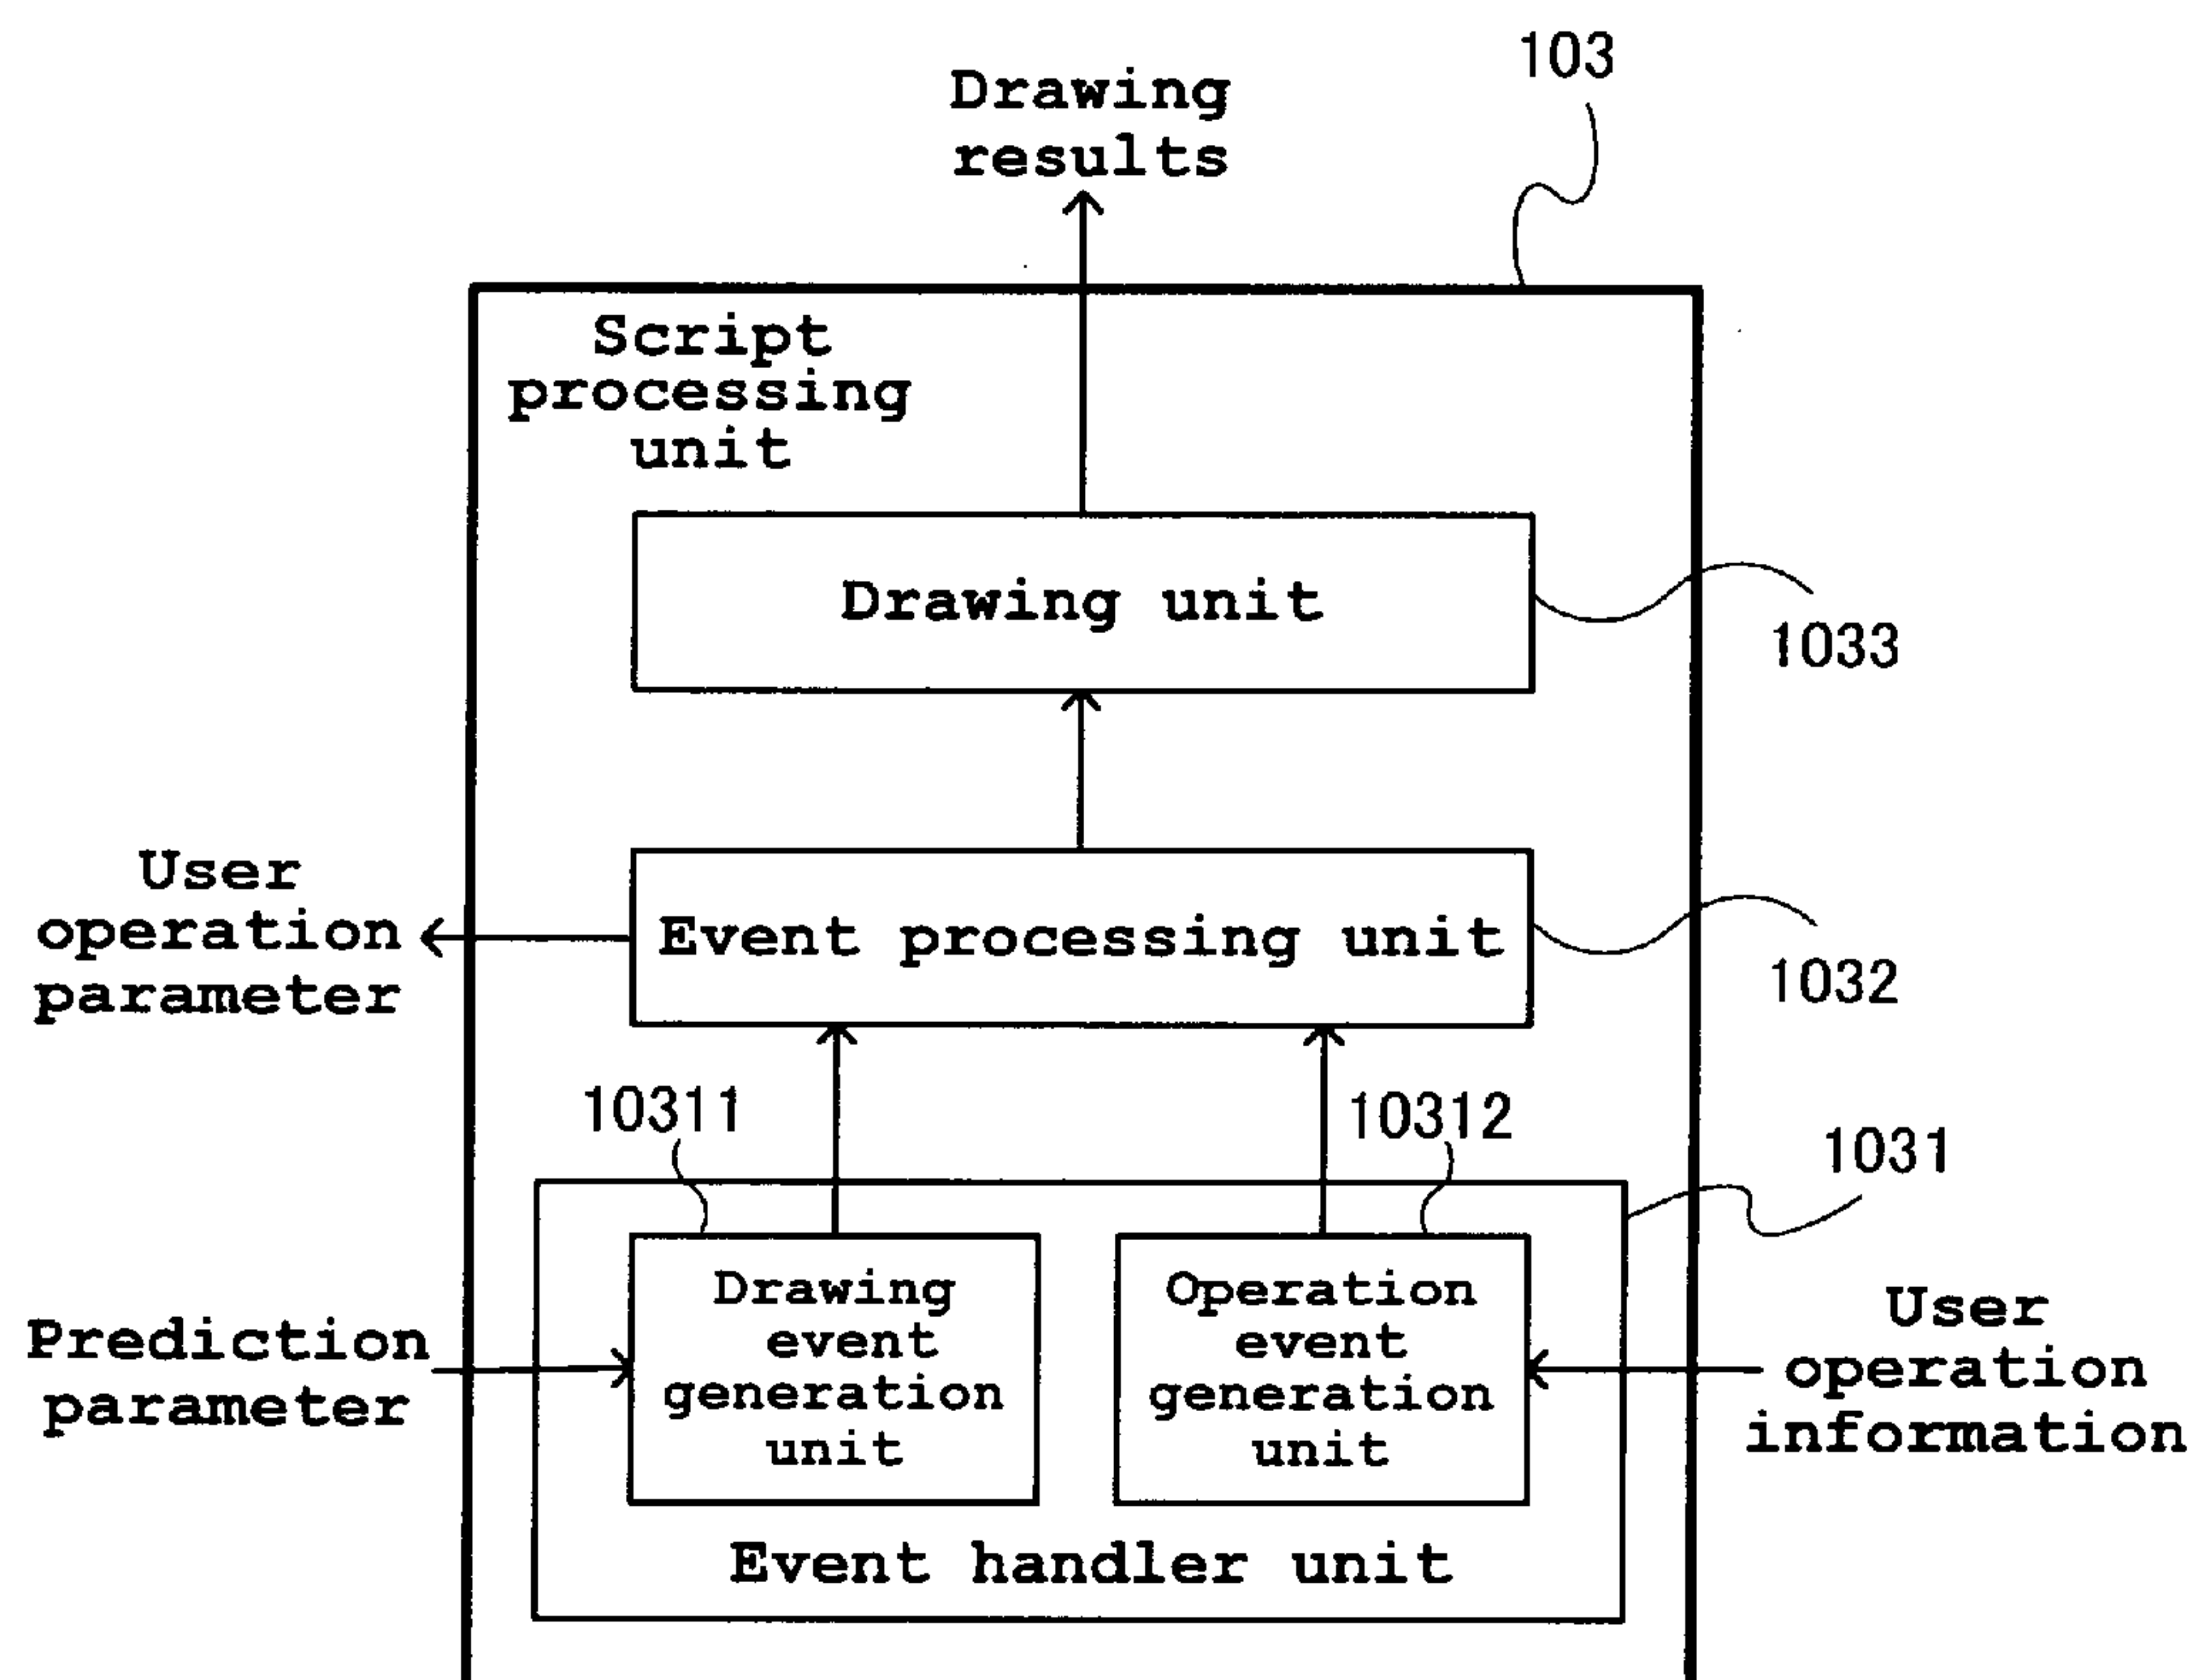 103
Drawing
results
Script
processing
unit
Drawing unit
1033
User
operation
parameter
Event processing unit
1032
10311
10312
1031
Prediction
parameter
Drawing
event
generation
unit
Operation
event
generation
unit
User
operation
information
Event handler unit